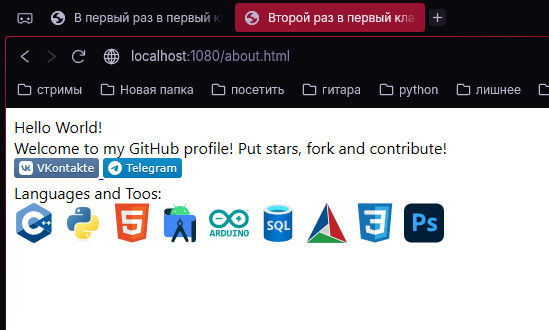 В первый раз в первый к
Второй раз в первый кла
localhost:1080/about.html
стримы
Новая папка
посетить
гитара
python
лишнее
Hello World!
Welcome to my GitHub profile! Put stars, fork and contribute!
VKontakte Telegram
Languages and Toos:
C++
HTML 5
ARDUINO
SQL
3
Ps